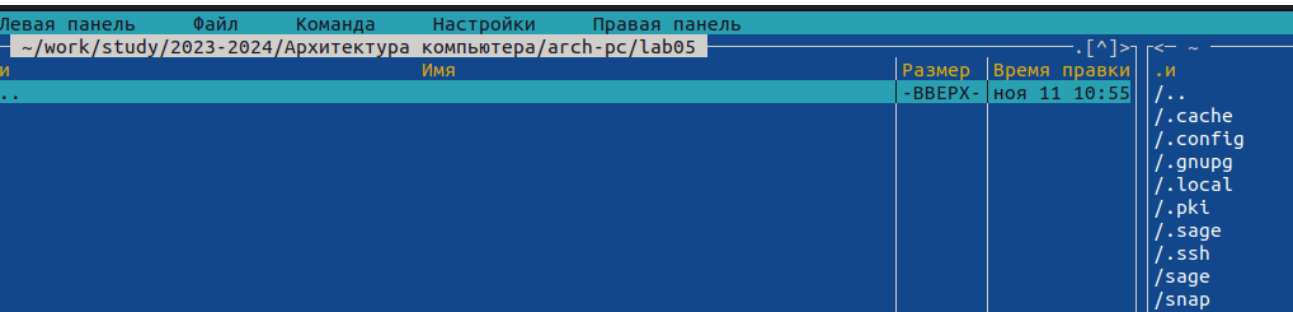 Левая панель Файл Команда Настройки Правая панель
~/work/study/2023-2024/Архитектура компьютера/arch-pc/lab05 .[^]>
и Имя Размер Время правки
.. -ВВЕРХ- ноя 11 10:55
<- ~
.и
/..
/.cache
/.config
/.gnupg
/.local
/.pki
/.sage
/.ssh
/sage
/snap